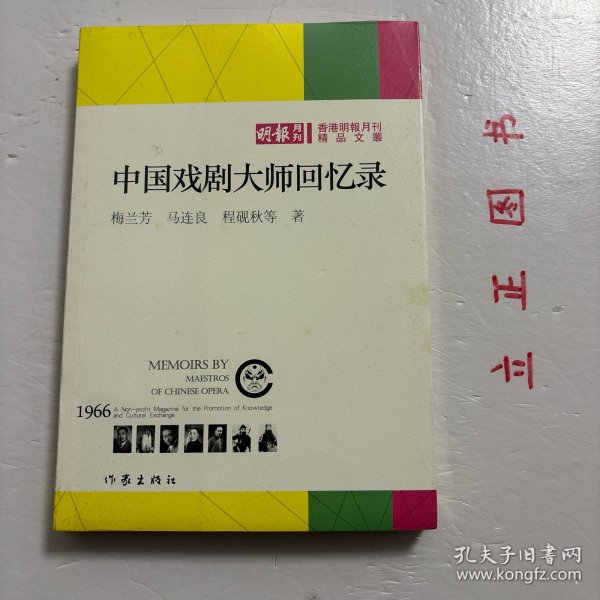 明報月刊 香港明報月刊
精品文叢
中国戏剧大师回忆录
梅兰芳 马连良 程砚秋等 著
MEMOIRS BY
MAESTROS
OF CHINESE OPERA
1966 A Non-profit Magazine for the Promotion of Knowledge
and Cultural Exchange
作家出版社
立正图书
孔夫子旧书网
www.kongfz.com